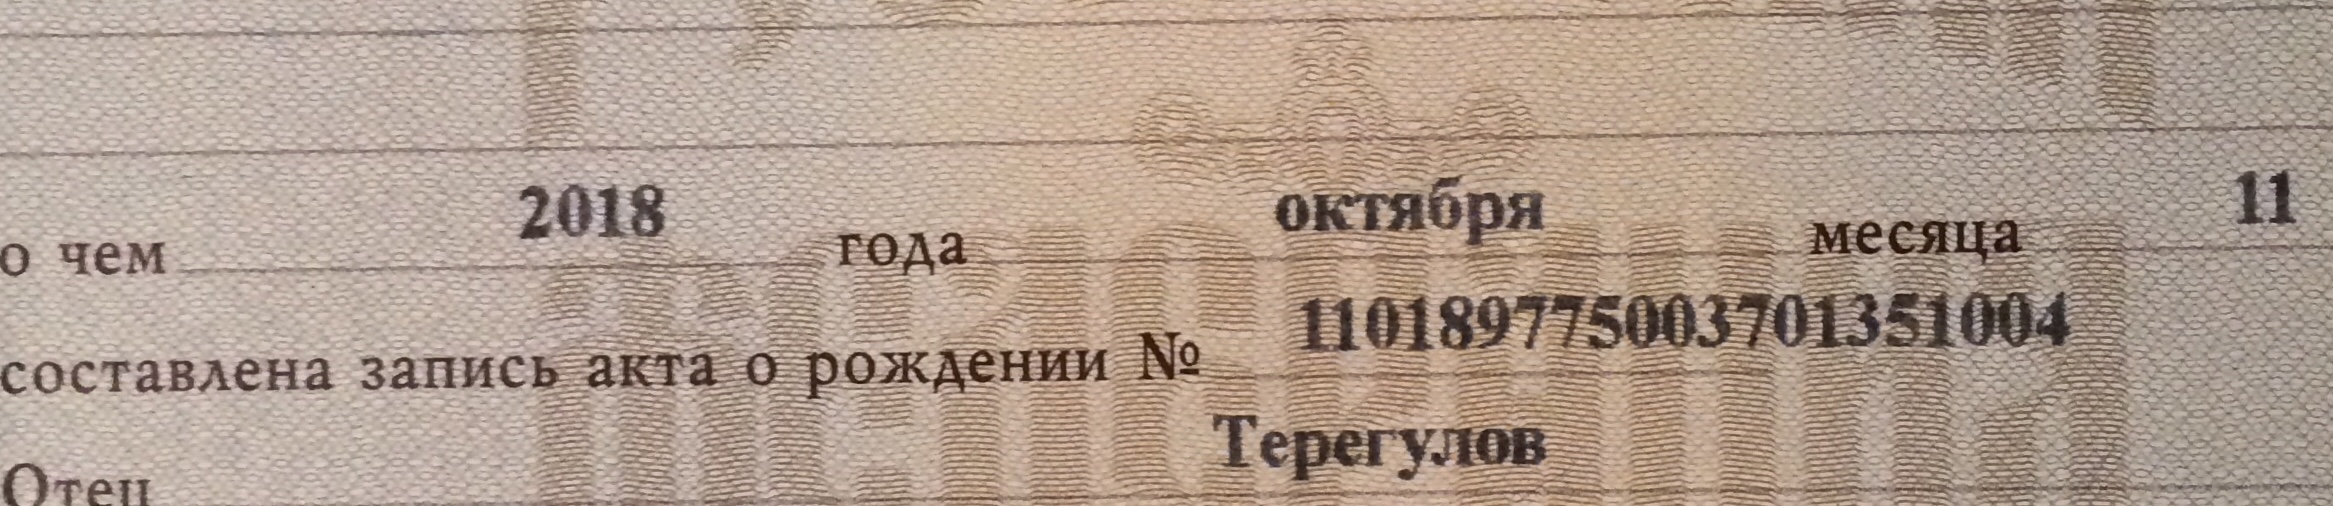 о чем 2018 года октября месяца 11
составлена запись акта о рождении № 110189775003701351004
Терегулов
Отец